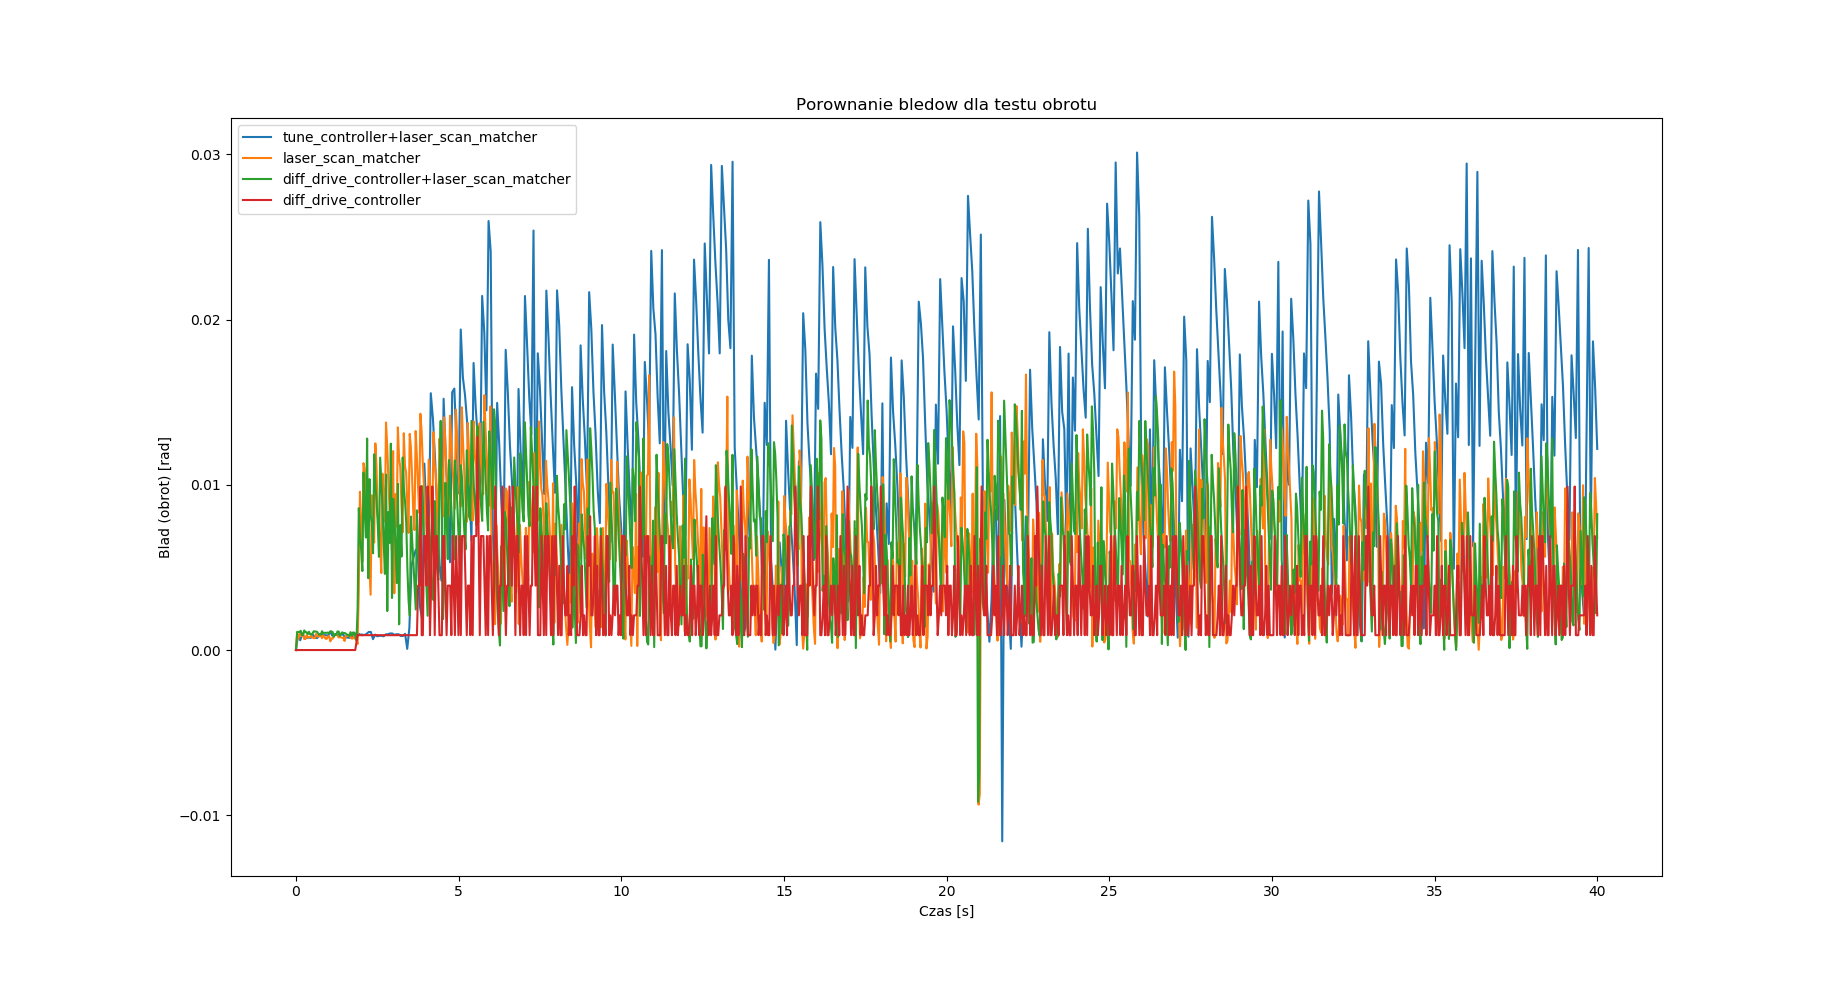 Porownanie bledow dla testu obrotu
tune_controller+laser_scan_matcher
laser_scan_matcher
diff_drive_controller+laser_scan_matcher
diff_drive_controller
0.03
0.02
0.01
0.00
−0.01
Blad (obrot) [rad]
0 5 10 15 20 25 30 35 40
Czas [s]